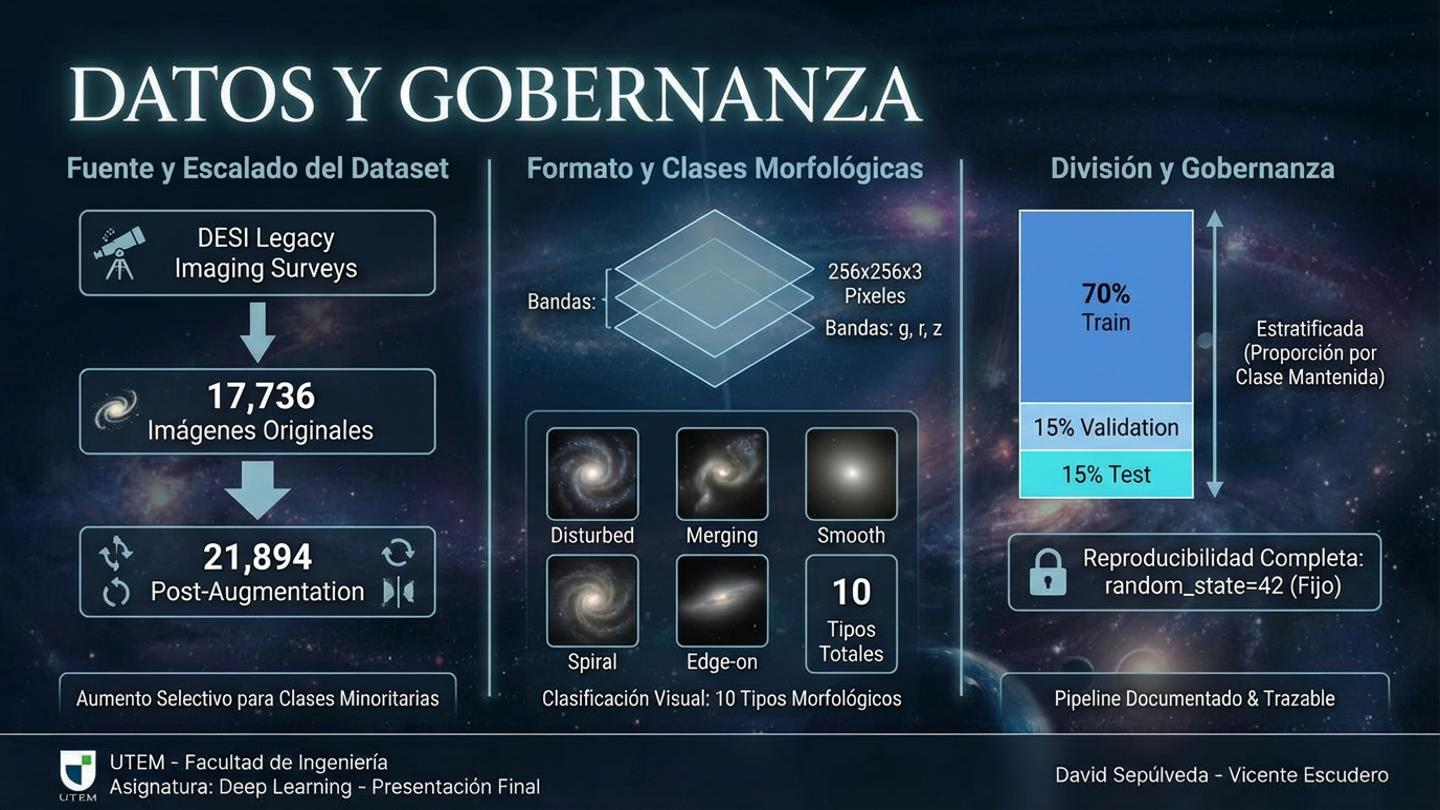 DATOS Y GOBERNANZA
Fuente y Escalado del Dataset
DESI Legacy
Imaging Surveys
17,736
Imágenes Originales
21,894
Post-Augmentation
Aumento Selectivo para Clases Minoritarias
Formato y Clases Morfológicas
Bandas:
256x256x3
Pixeles
Bandas: g, r, z
Disturbed
Merging
Smooth
Spiral
Edge-on
10
Tipos
Totales
Clasificación Visual: 10 Tipos Morfológicos
División y Gobernanza
70%
Train
15% Validation
15% Test
Estratificada
(Proporción por
Clase Mantenida)
Reproducibilidad Completa:
random_state=42 (Fijo)
Pipeline Documentado & Trazable
UTEM
UTEM - Facultad de Ingeniería
Asignatura: Deep Learning - Presentación Final
David Sepúlveda - Vicente Escudero